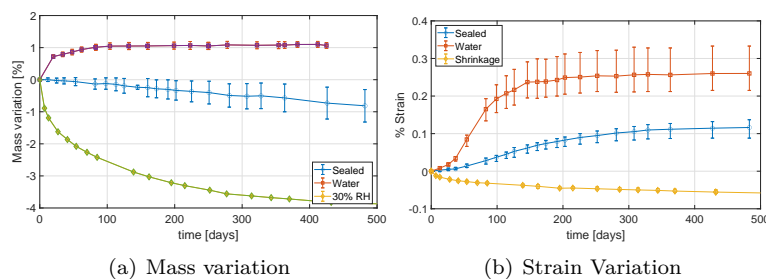 2
1
0
-1
-2
-3
-4
Mass variation [%]
0
100
200
300
400
500
time [days]
Sealed
Water
30% RH
(a) Mass variation
0.4
0.3
0.2
0.1
0
-0.1
% Strain
0
100
200
300
400
500
time [days]
Sealed
Water
Shrinkage
(b) Strain Variation